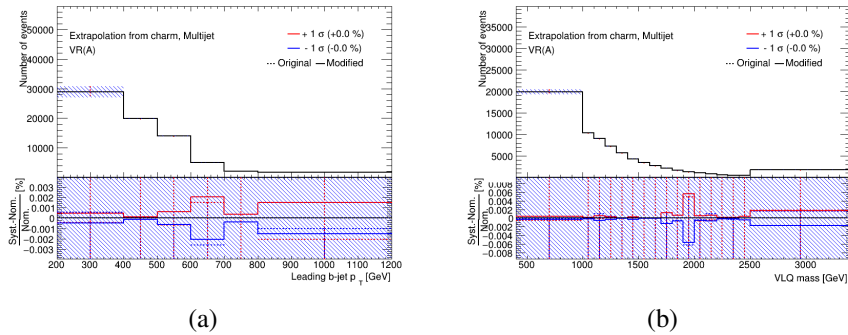 Number of events
50000
40000
30000
20000
10000
Extrapolation from charm, Multijet
VR(A)
+ 1 σ (+0.0 %)
- 1 σ (-0.0 %)
Original
Modified
Syst.-Nom.
Nom. [%]
0.003
0.002
0.001
0
−0.001
−0.002
−0.003
200 300 400 500 600 700 800 900 1000 1100 1200
Leading b-jet p T [GeV]
(a)
Number of events
35000
30000
25000
20000
15000
10000
5000
Extrapolation from charm, Multijet
VR(A)
+ 1 σ (+0.0 %)
- 1 σ (-0.0 %)
Original
Modified
Syst.-Nom.
Nom. [%]
0.008
0.006
0.004
0.002
0
−0.002
−0.004
−0.006
−0.008
500 1000 1500 2000 2500 3000
VLQ mass [GeV]
(b)